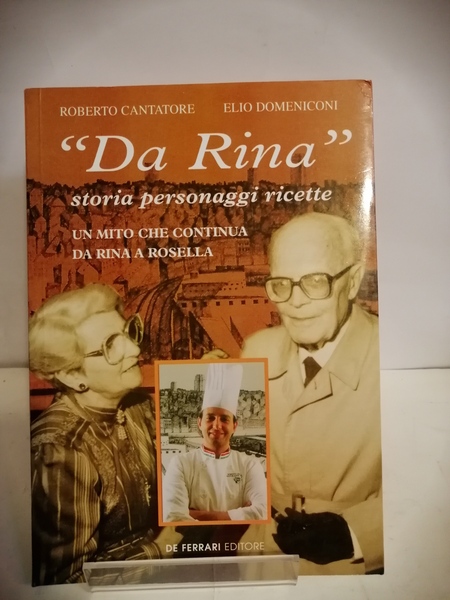 ROBERTO CANTATORE ELIO DOMENICONI
“Da Rina”
storia personaggi ricette
UN MITO CHE CONTINUA
DA RINA A ROSELLA
DE FERRARI EDITORE